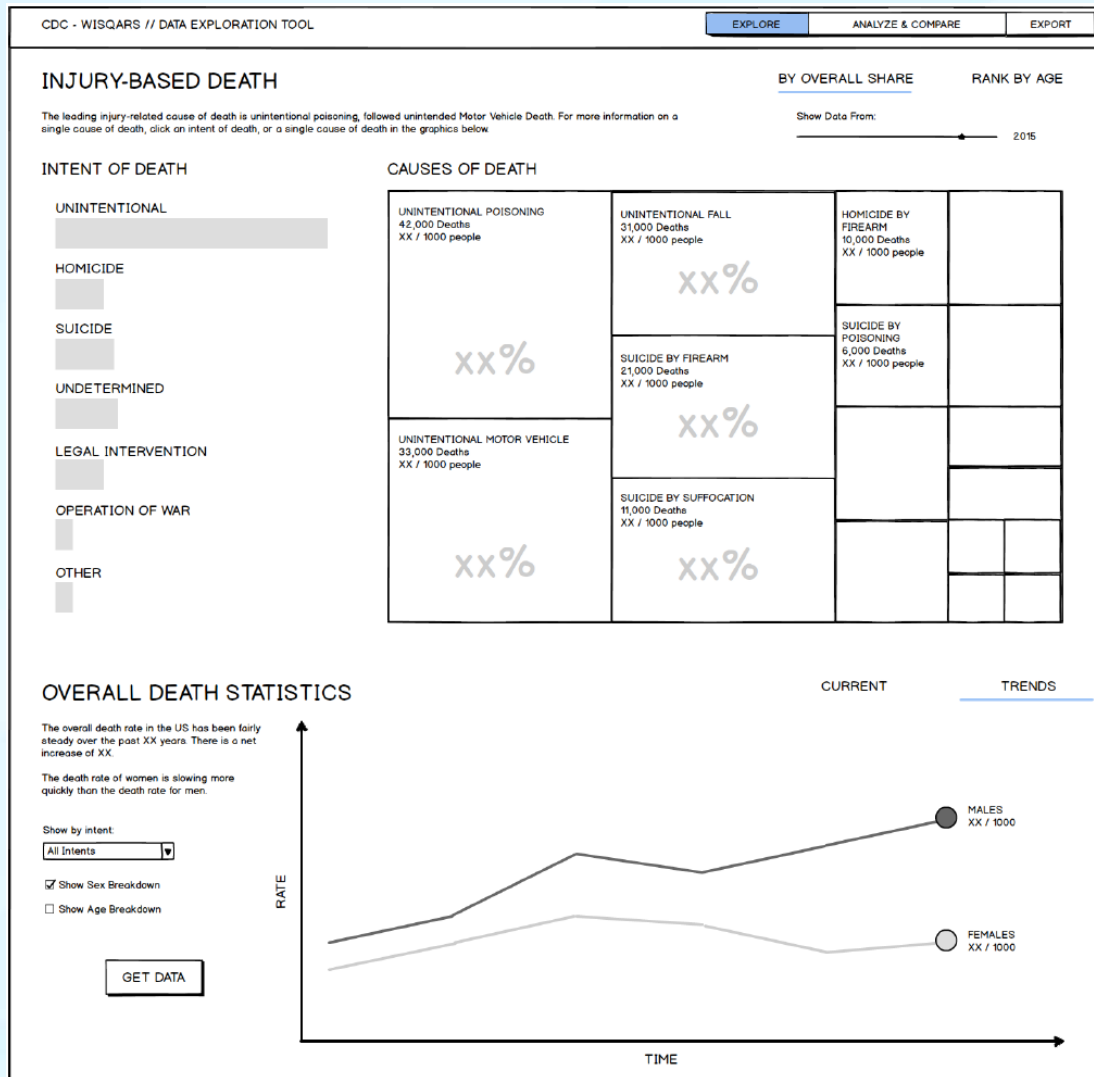 CDC - WISQARS // DATA EXPLORATION TOOL
EXPLORE
ANALYZE & COMPARE
EXPORT
INJURY-BASED DEATH
BY OVERALL SHARE
RANK BY AGE
The leading injury-related cause of death is unintentional poisoning, followed unintended Motor Vehicle Death. For more information on a
single cause of death, click an intent of death, or a single cause of death in the graphics below.
Show Data From:
2015
INTENT OF DEATH
UNINTENTIONAL
HOMICIDE
SUICIDE
UNDETERMINED
LEGAL INTERVENTION
OPERATION OF WAR
OTHER
CAUSES OF DEATH
UNINTENTIONAL POISONING
42,000 Deaths
XX / 1000 people
xx%
UNINTENTIONAL MOTOR VEHICLE
33,000 Deaths
XX / 1000 people
xx%
UNINTENTIONAL FALL
31,000 Deaths
XX / 1000 people
xx%
SUICIDE BY FIREARM
21,000 Deaths
XX / 1000 people
xx%
SUICIDE BY SUFFOCATION
11,000 Deaths
XX / 1000 people
xx%
HOMICIDE BY
FIREARM
10,000 Deaths
XX / 1000 people
SUICIDE BY
POISONING
6,000 Deaths
XX / 1000 people
OVERALL DEATH STATISTICS
CURRENT
TRENDS
The overall death rate in the US has been fairly
steady over the past XX years. There is a net
increase of XX.
The death rate of women is slowing more
quickly than the death rate for men.
Show by intent:
All Intents
Show Sex Breakdown
Show Age Breakdown
GET DATA
RATE
MALES
XX / 1000
FEMALES
XX / 1000
TIME